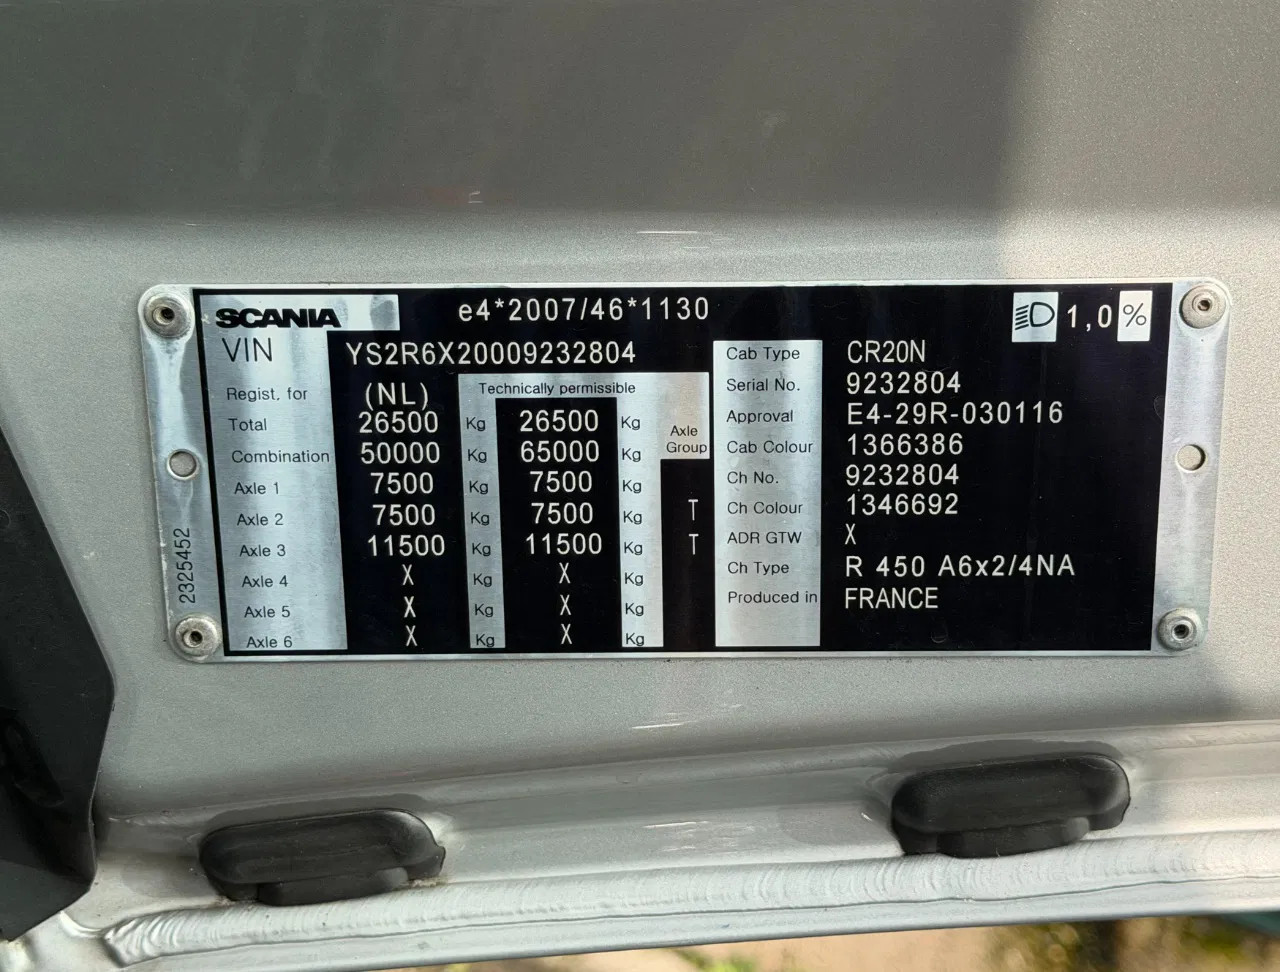 SCANIA e4*2007/46*1130 1,0 %
VIN YS2R6X20009232804
Regist. for (NL) Technically permissible
Total 26500 Kg 26500 Kg
Combination 50000 Kg 65000 Kg Axle Group
Axle 1 7500 Kg 7500 Kg
Axle 2 7500 Kg 7500 Kg T
Axle 3 11500 Kg 11500 Kg T
Axle 4 X Kg X Kg
Axle 5 X Kg X Kg
Axle 6 X Kg X Kg
Cab Type CR20N
Serial No. 9232804
Approval E4-29R-030116
Cab Colour 1366386
Ch No. 9232804
Ch Colour 1346692
ADR GTW X
Ch Type R 450 A6x2/4NA
Produced in FRANCE
2325452